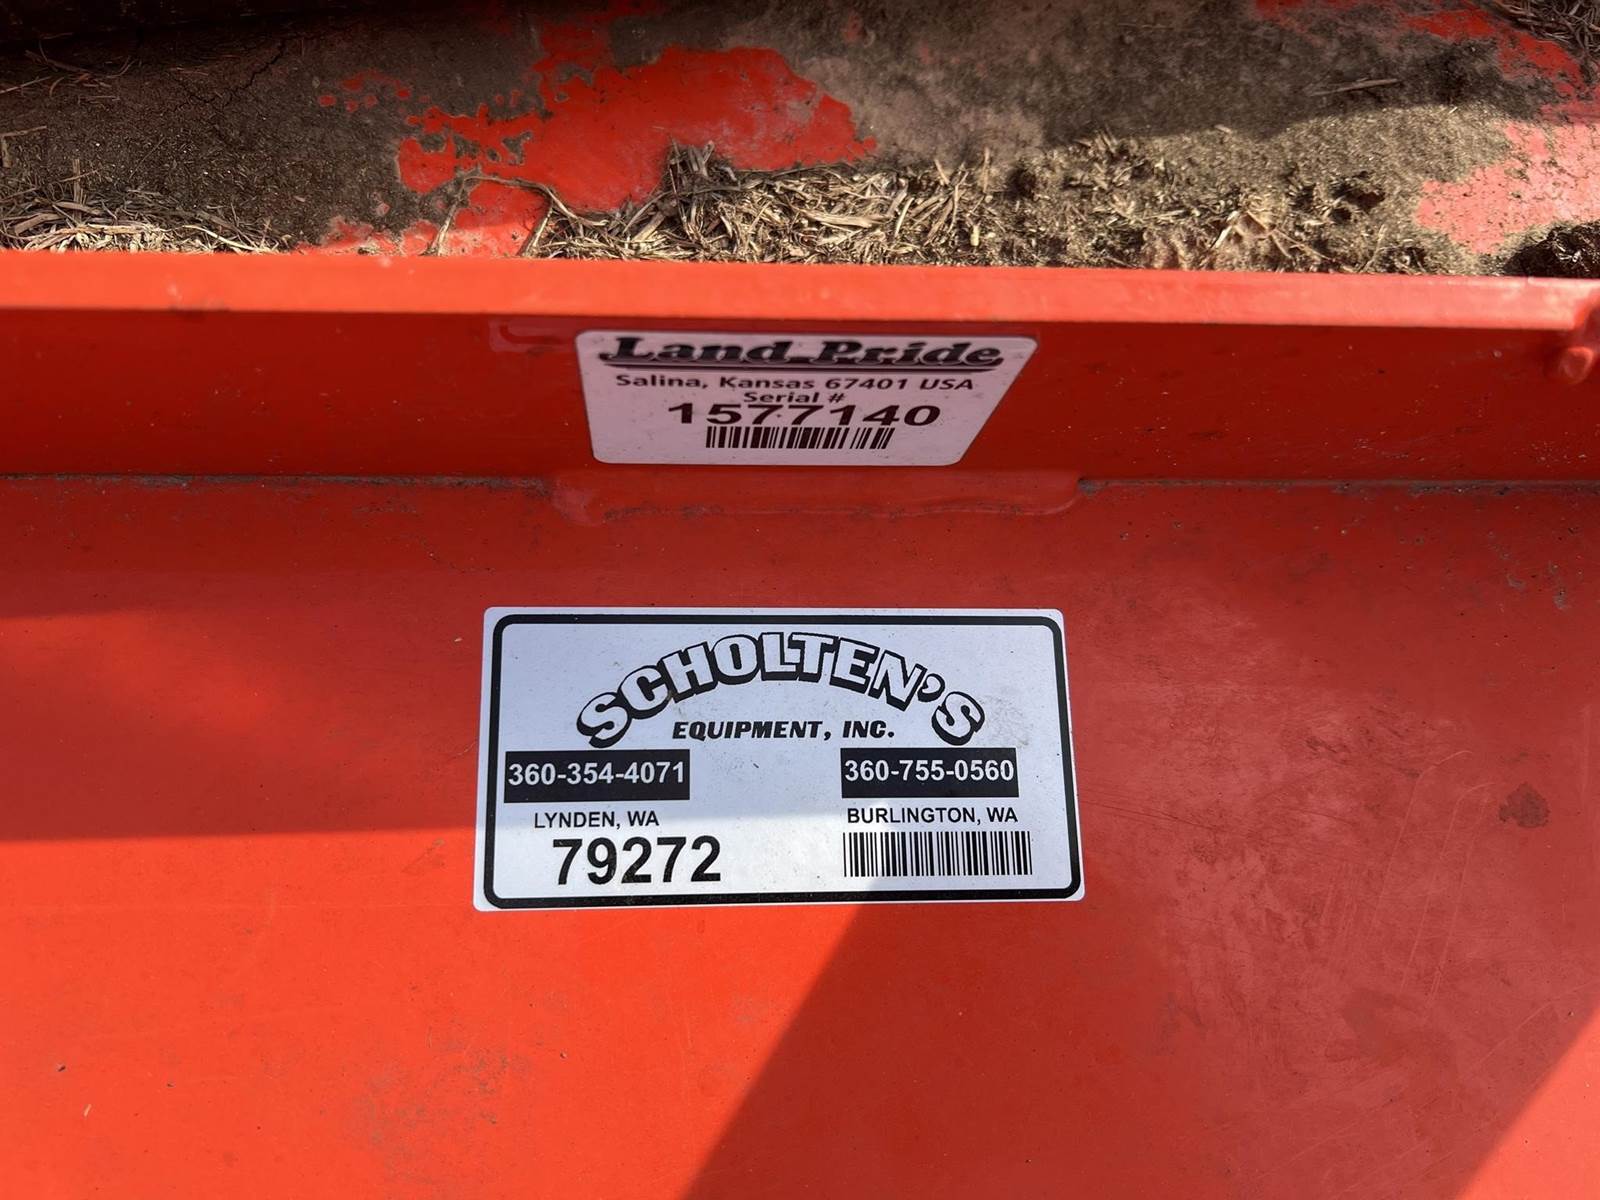 Land Pride
Salina, Kansas 67401 USA
Serial #
1577140
SCHOLTEN'S
EQUIPMENT, INC.
360-354-4071
LYNDEN, WA
79272
360-755-0560
BURLINGTON, WA